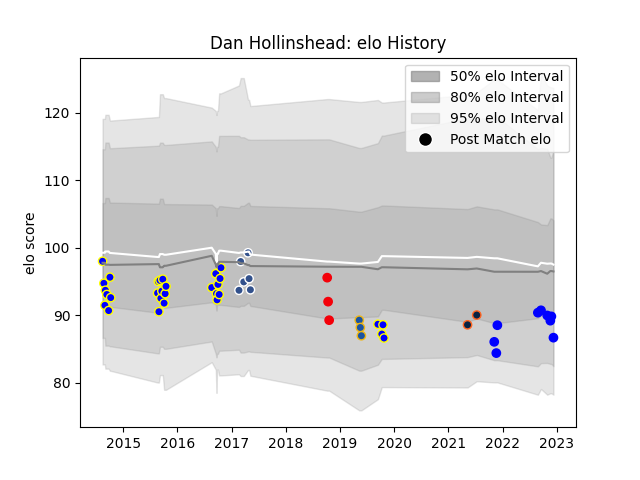 Dan Hollinshead: elo History
50% elo Interval
80% elo Interval
95% elo Interval
Post Match elo
elo score
120
110
100
90
80
2015 2016 2017 2018 2019 2020 2021 2022 2023